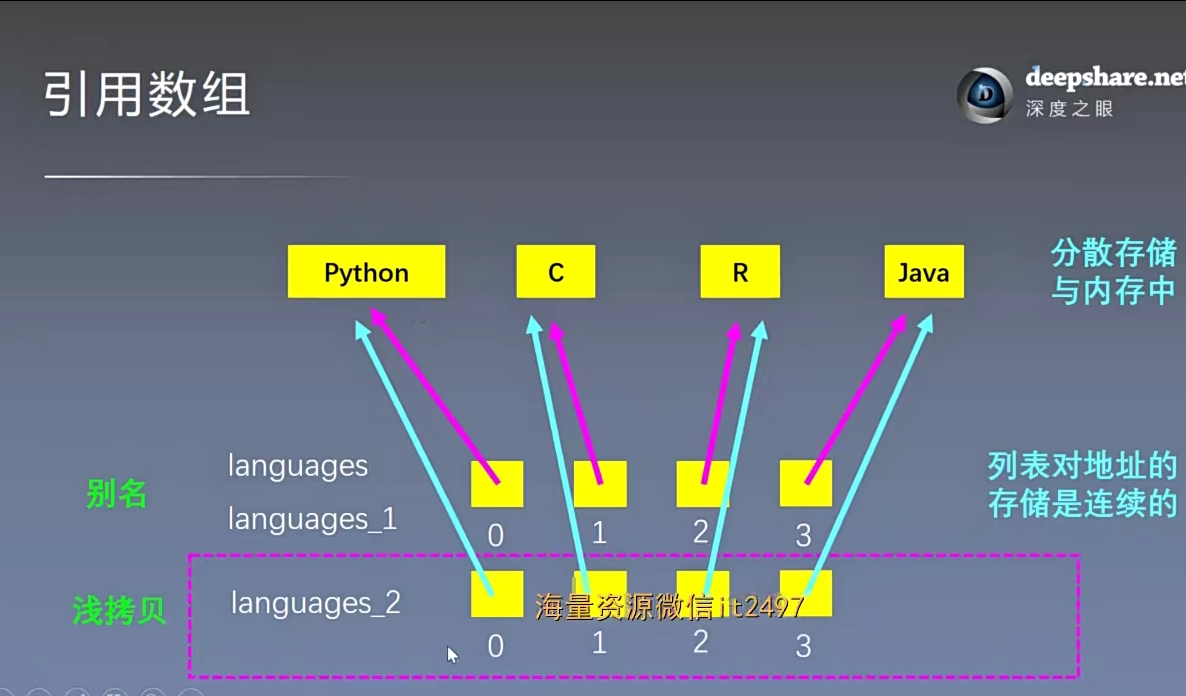 引用数组
deepshare.net
深度之眼
Python
C
R
Java
分散存储
与内存中
别名
languages
languages_1
0
1
2
3
列表对地址的
存储是连续的
浅拷贝
languages_2
海量资源微信it2497
0
1
2
3